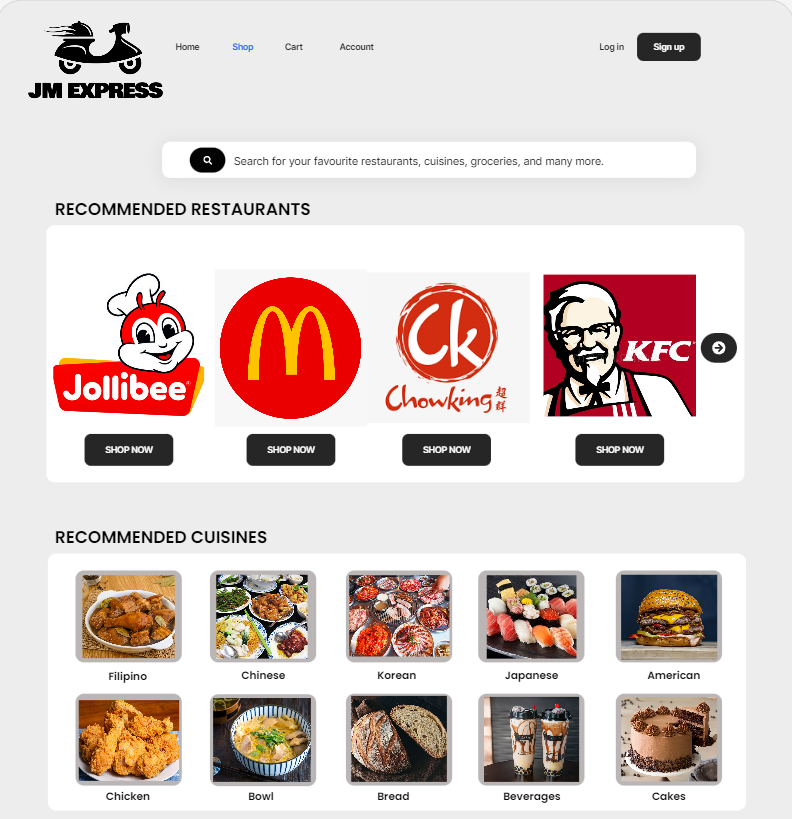 JM EXPRESS
Home Shop Cart Account Log in Sign up
Search for your favourite restaurants, cuisines, groceries, and many more.
RECOMMENDED RESTAURANTS
Jollibee
Ck
Chowking 超群
KFC
SHOP NOW SHOP NOW SHOP NOW SHOP NOW
RECOMMENDED CUISINES
Filipino Chinese Korean Japanese American
Chicken Bowl Bread Beverages Cakes